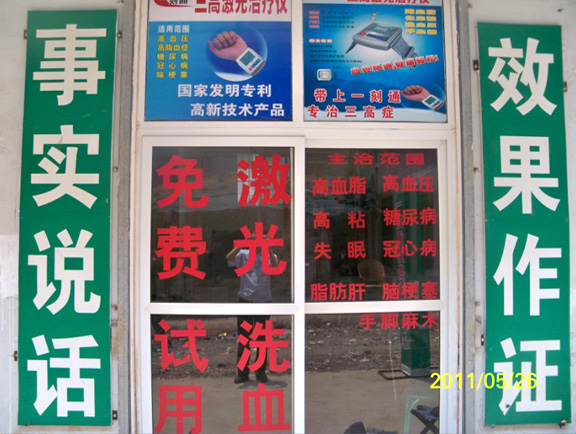 事实说话
三高激光治疗仪
适用范围
高血压
高脂血症
糖尿病
冠心病
脑梗塞
国家发明专利
高新技术产品
带上一刻通
专治三高症
激光洗血
免费试用
主治范围
高血脂 高血压
高粘 糖尿病
失眠 冠心病
脂肪肝 脑梗塞
手脚麻木
效果作证
2011/05/26